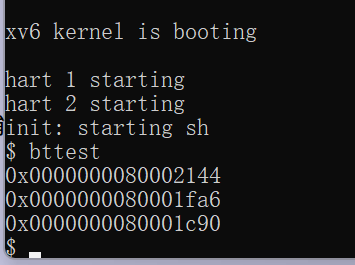 xv6 kernel is booting
hart 1 starting
hart 2 starting
init: starting sh
$ bttest
0x0000000080002144
0x0000000080001fa6
0x0000000080001c90
$